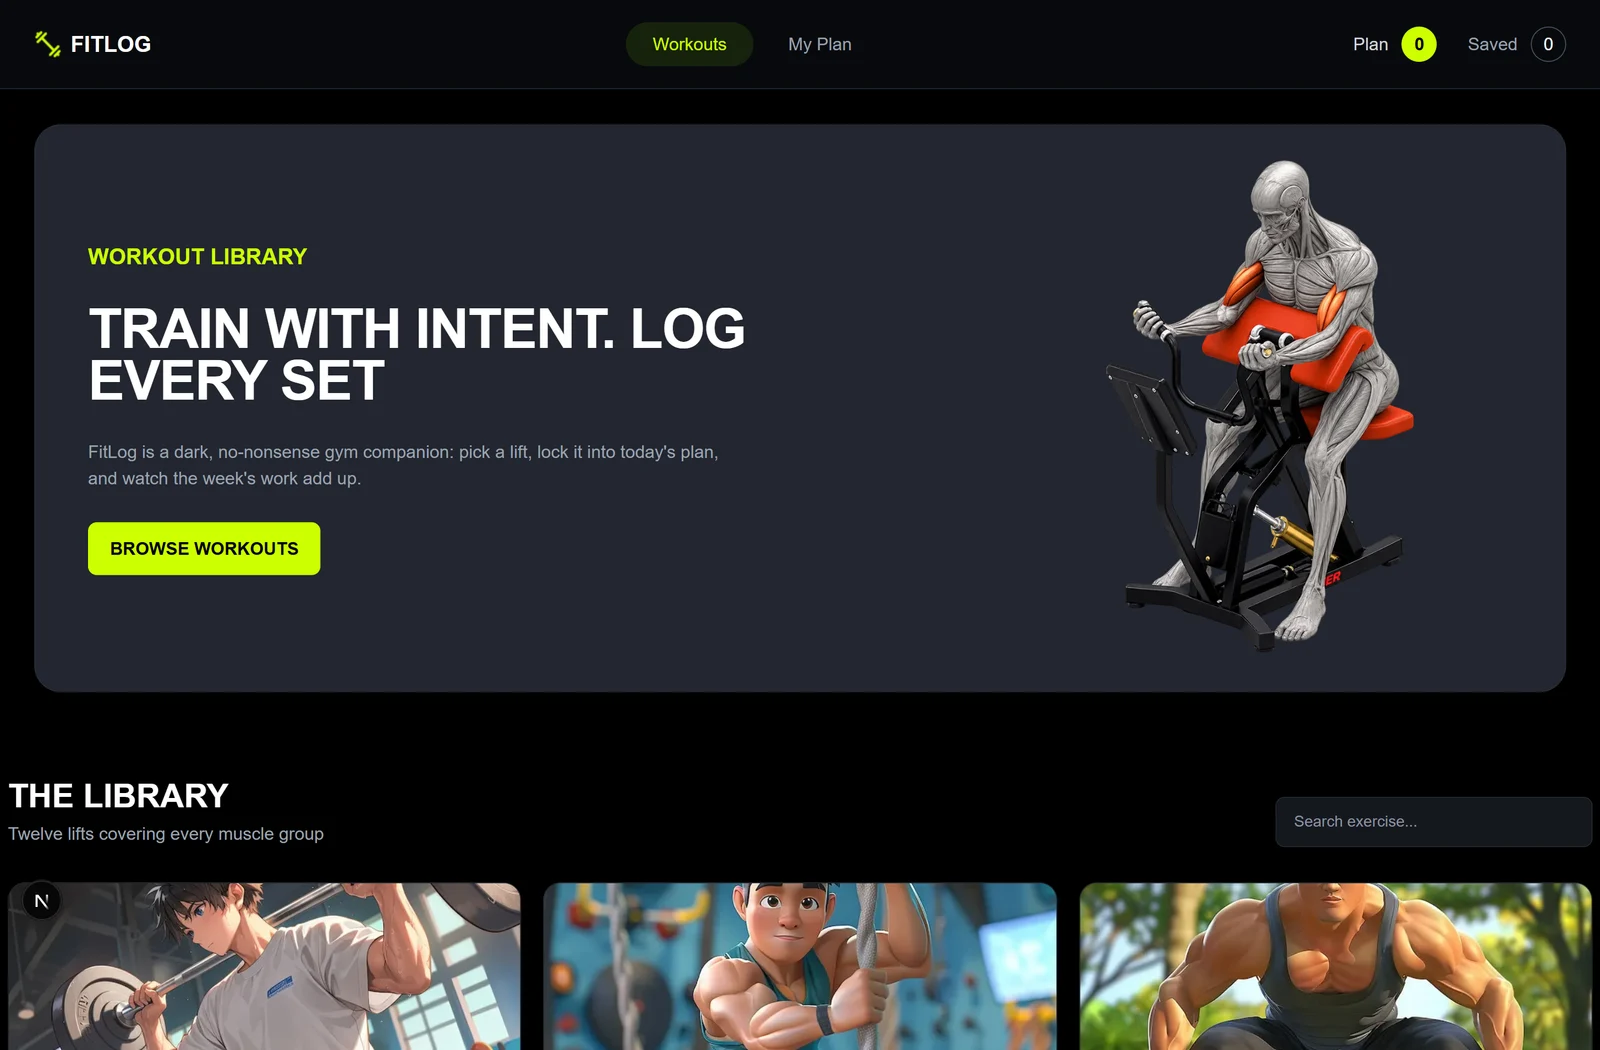 FITLOG
Workouts
My Plan
Plan 0
Saved 0
WORKOUT LIBRARY
TRAIN WITH INTENT. LOG
EVERY SET
FitLog is a dark, no-nonsense gym companion: pick a lift, lock it into today's plan,
and watch the week's work add up.
BROWSE WORKOUTS
ER
THE LIBRARY
Twelve lifts covering every muscle group
Search exercise...
N